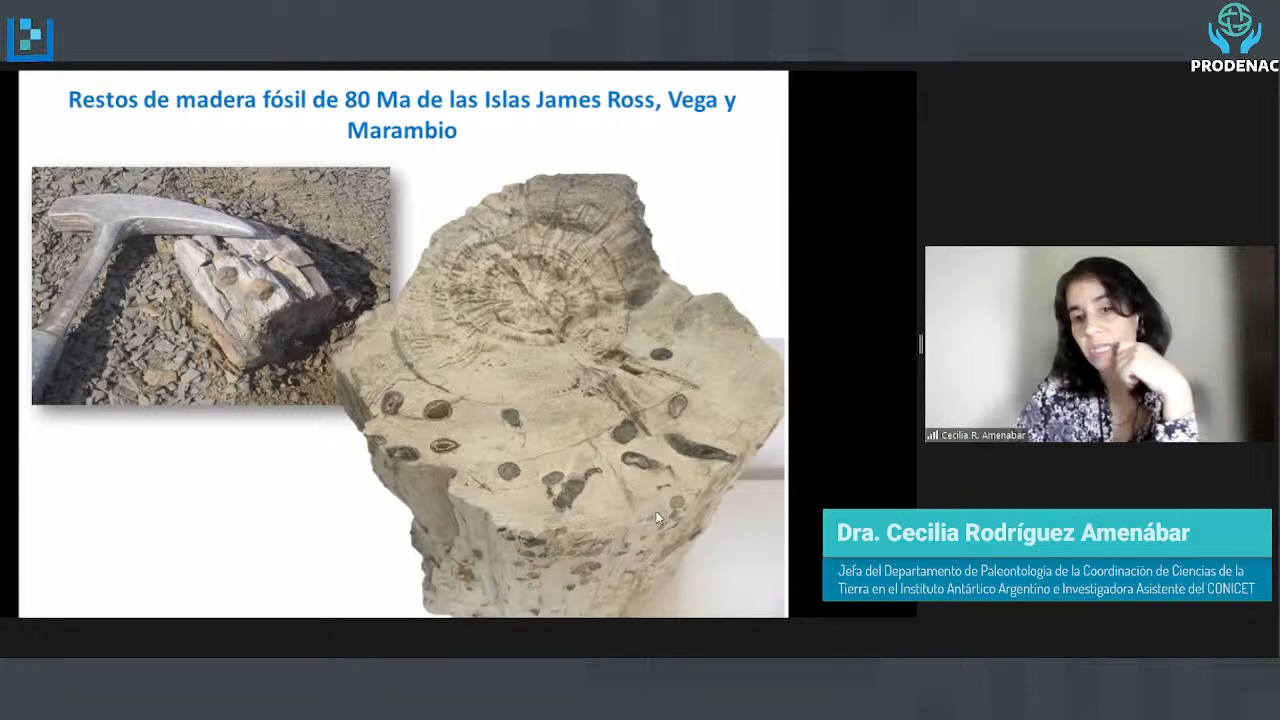 PRODENAC
Restos de madera fósil de 80 Ma de las Islas James Ross, Vega y
Marambio
Cecilia R. Amenabar
Dra. Cecilia Rodríguez Amenábar
Jefa del Departamento de Paleontología de la Coordinación de Ciencias de la
Tierra en el Instituto Antártico Argentino e Investigadora Asistente del CONICET